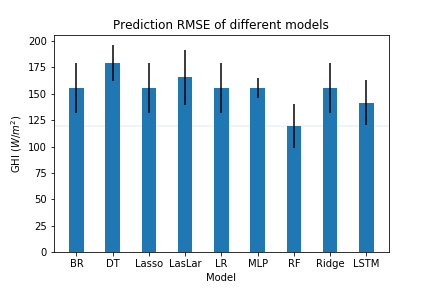 Prediction RMSE of different models
GHI (W/m²)
200
175
150
125
100
75
50
25
0
BR DT Lasso LasLar LR MLP RF Ridge LSTM
Model